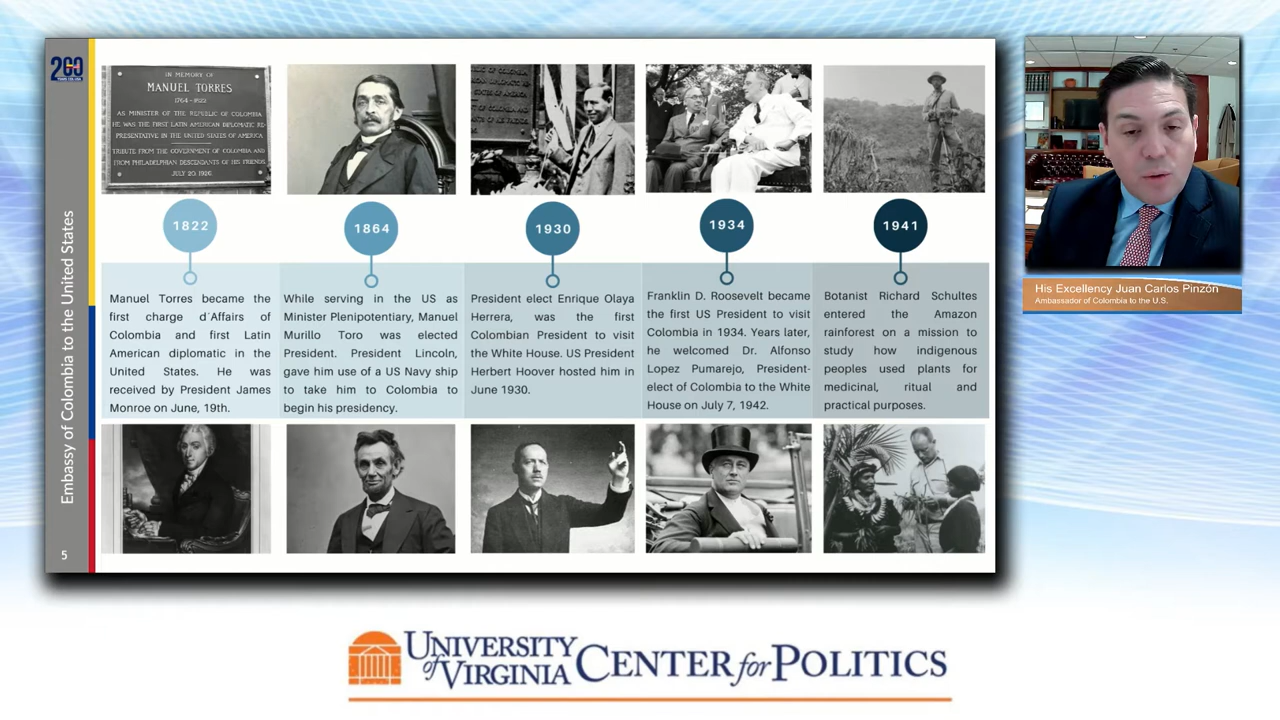 200
Embassy of Colombia to the United States
5
IN MEMORY OF
MANUEL TORRES
1764-1822
AS MINISTER OF THE REPUBLIC OF COLOMBIA
HE WAS THE FIRST LATIN AMERICAN DIPLOMATIC RE-
PRESENTATIVE IN THE UNITED STATES OF AMERICA
TRIBUTE FROM THE GOVERNMENT OF COLOMBIA AND
FROM PHILADELPHIAN DESCENDANTS OF HIS FRIENDS
JULY 20, 1926.
1822
Manuel Torres became the
first charge d´Affairs of
Colombia and first Latin
American diplomatic in the
United States. He was
received by President James
Monroe on June, 19th.
1864
While serving in the US as
Minister Plenipotentiary, Manuel
Murillo Toro was elected
President. President Lincoln,
gave him use of a US Navy ship
to take him to Colombia to
begin his presidency.
1930
President elect Enrique Olaya
Herrera, was the first
Colombian President to visit
the White House. US President
Herbert Hoover hosted him in
June 1930.
1934
Franklin D. Roosevelt became
the first US President to visit
Colombia in 1934. Years later,
he welcomed Dr. Alfonso
Lopez Pumarejo, President-
elect of Colombia to the White
House on July 7, 1942.
1941
Botanist Richard Schultes
entered the Amazon
rainforest on a mission to
study how indigenous
peoples used plants for
medicinal, ritual and
practical purposes.
His Excellency Juan Carlos Pinzón
Ambassador of Colombia to the U.S.
UNIVERSITY
of VIRGINIA
CENTER for POLITICS